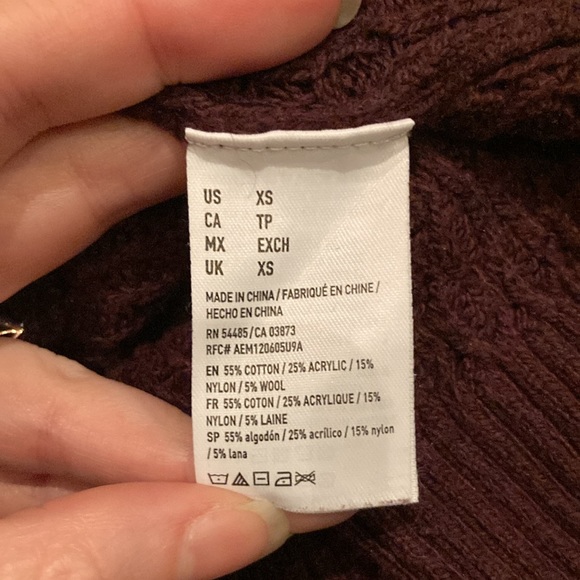 US XS
CA TP
MX EXCH
UK XS
MADE IN CHINA / FABRIQUÉ EN CHINE /
HECHO EN CHINA
RN 54485/CA 03873
RFC# AEM120605U9A
EN 55% COTTON / 25% ACRYLIC / 15%
NYLON / 5% WOOL
FR 55% COTON / 25% ACRYLIQUE / 15%
NYLON / 5% LAINE
SP 55% algodón / 25% acrílico / 15% nylon
/ 5% lana